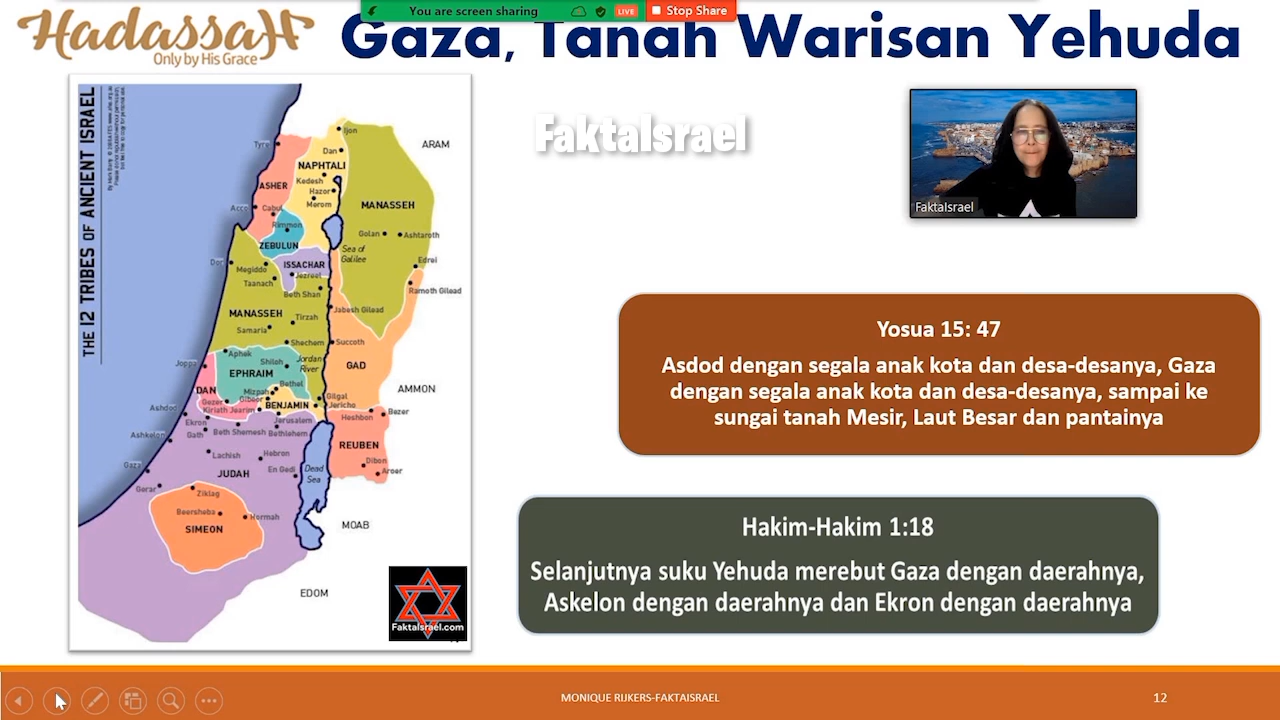 You are screen sharing
LIVE
Stop Share
HadassaH
Only by His Grace
Gaza, Tanah Warisan Yehuda
FaktaIsrael
FaktaIsrael
THE 12 TRIBES OF ANCIENT ISRAEL
Ijon
ARAM
Tyre
Dan
NAPHTALI
Kedesh
ASHER
Hazor
Merom
MANASSEH
Acco
Cabul
Rimmon
Golan
Ashtaroth
ZEBULUN
Sea of
Galilee
Dor
ISSACHAR
Edrei
Megiddo
Jezreel
Taanach
Ramoth Gilead
Beth Shan
MANASSEH
Jabesh Gilead
Tirzah
Samaria
Shechem
Succoth
Aphek
Jordan
River
Joppa
Shiloh
GAD
EPHRAIM
AMMON
DAN
Bethel
Mizpah
Gibeon
Gilgal
Gezer
BENJAMIN
Jericho
Ashdod
Kiriath Jearim
Bezer
Heshbon
Ekron
Jerusalem
Ashkelon
Gath
Beth Shemesh
Bethlehem
REUBEN
Lachish
Hebron
Dibon
Gaza
JUDAH
En Gedi
Dead
Sea
Aroer
Gerar
Ziklag
Beersheba
Hormah
SIMEON
MOAB
EDOM
FaktaIsrael.com
Yosua 15: 47
Asdod dengan segala anak kota dan desa-desanya, Gaza
dengan segala anak kota dan desa-desanya, sampai ke
sungai tanah Mesir, Laut Besar dan pantainya
Hakim-Hakim 1:18
Selanjutnya suku Yehuda merebut Gaza dengan daerahnya,
Askelon dengan daerahnya dan Ekron dengan daerahnya
MONIQUE RIJKERS-FAKTAISRAEL
12